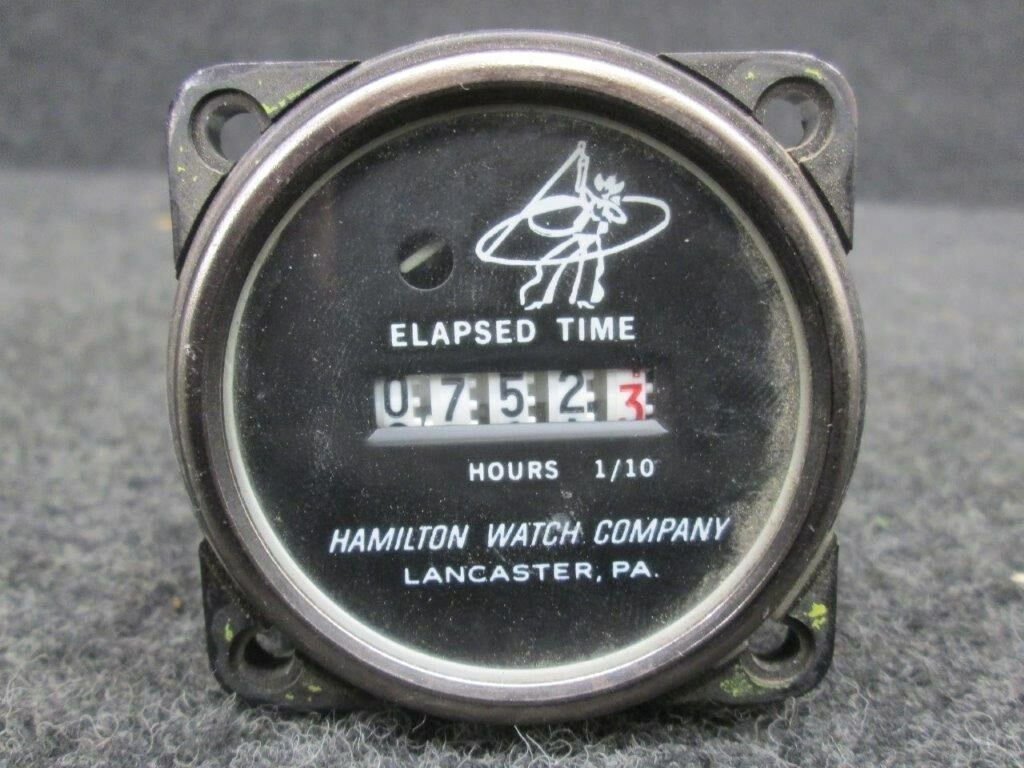 ELAPSED TIME
07523
HOURS 1/10
HAMILTON WATCH COMPANY
LANCASTER, PA.